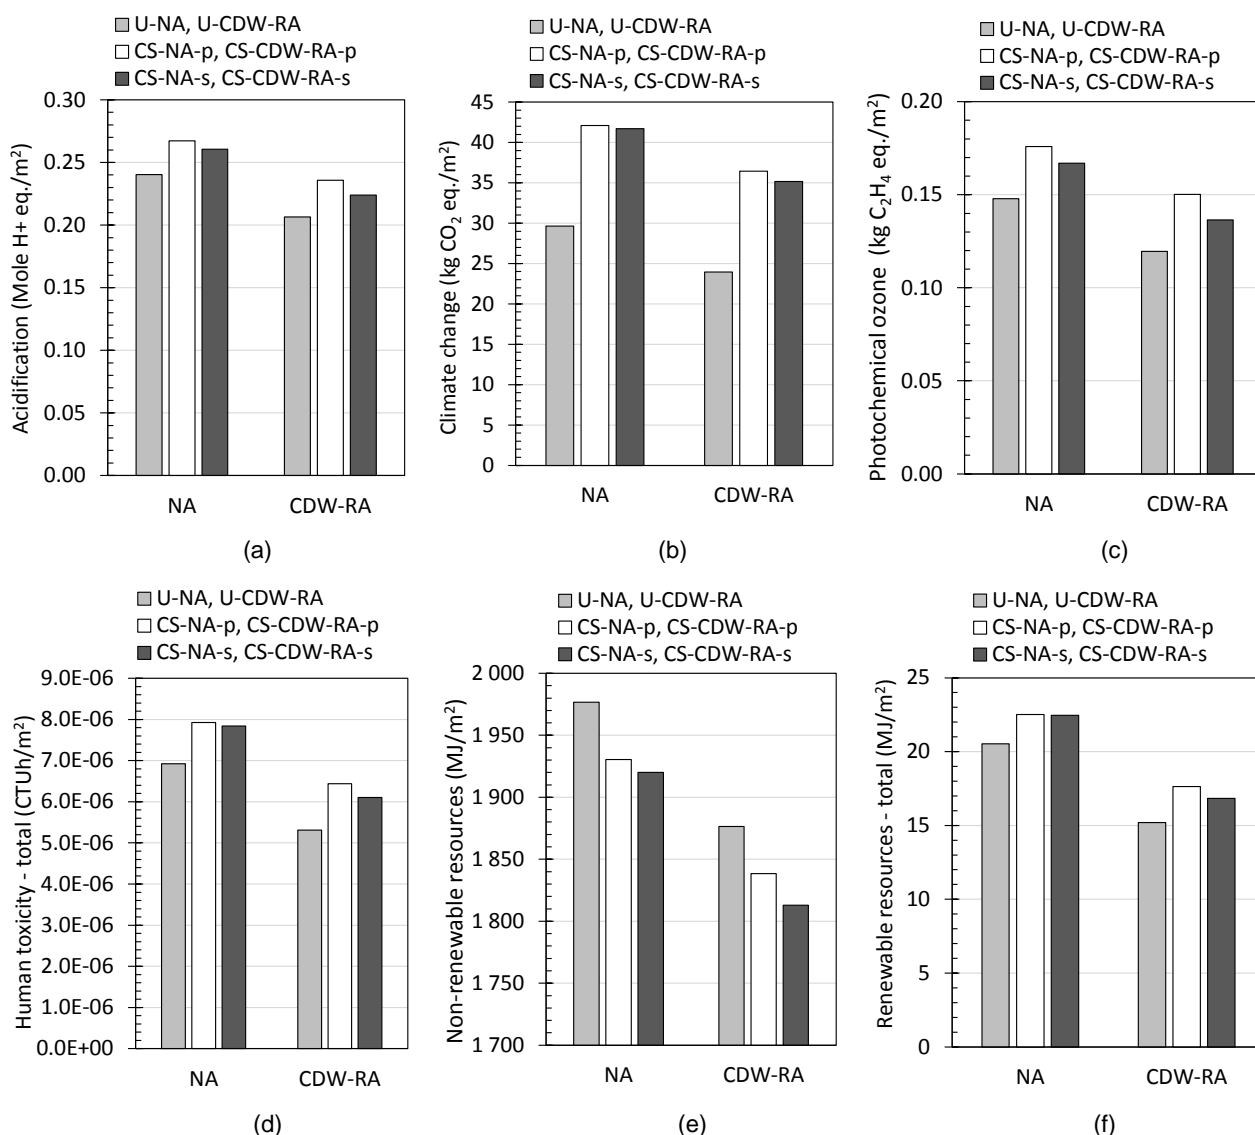 U-NA, U-CDW-RA
CS-NA-p, CS-CDW-RA-p
CS-NA-s, CS-CDW-RA-s
Acidification (Mole H+ eq./m²)
0.30
0.25
0.20
0.15
0.10
0.05
0.00
NA CDW-RA
(a)
U-NA, U-CDW-RA
CS-NA-p, CS-CDW-RA-p
CS-NA-s, CS-CDW-RA-s
Climate change (kg CO₂ eq./m²)
45
40
35
30
25
20
15
10
5
0
NA CDW-RA
(b)
U-NA, U-CDW-RA
CS-NA-p, CS-CDW-RA-p
CS-NA-s, CS-CDW-RA-s
Photochemical ozone (kg C₂H₄ eq./m²)
0.20
0.15
0.10
0.05
0.00
NA CDW-RA
(c)
U-NA, U-CDW-RA
CS-NA-p, CS-CDW-RA-p
CS-NA-s, CS-CDW-RA-s
Human toxicity - total (CTUh/m²)
9.0E-06
8.0E-06
7.0E-06
6.0E-06
5.0E-06
4.0E-06
3.0E-06
2.0E-06
1.0E-06
0.0E+00
NA CDW-RA
(d)
U-NA, U-CDW-RA
CS-NA-p, CS-CDW-RA-p
CS-NA-s, CS-CDW-RA-s
Non-renewable resources (MJ/m²)
2 000
1 950
1 900
1 850
1 800
1 750
1 700
NA CDW-RA
(e)
U-NA, U-CDW-RA
CS-NA-p, CS-CDW-RA-p
CS-NA-s, CS-CDW-RA-s
Renewable resources - total (MJ/m²)
25
20
15
10
5
0
NA CDW-RA
(f)